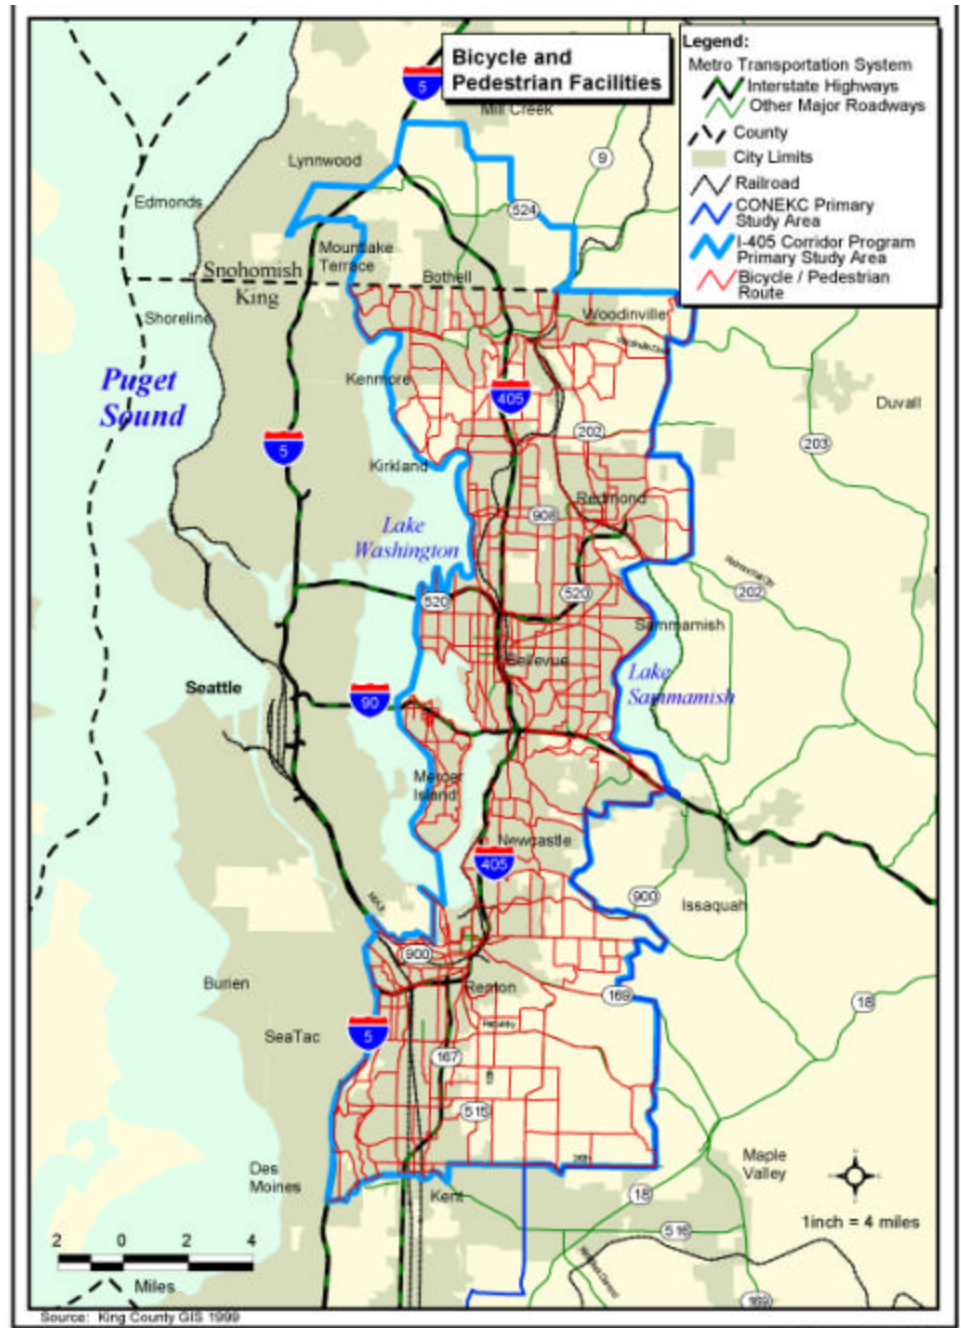 Bicycle and
Pedestrian Facilities
Legend:
Metro Transportation System
Interstate Highways
Other Major Roadways
County
City Limits
Railroad
CONEKC Primary
Study Area
I-405 Corridor Program
Primary Study Area
Bicycle / Pedestrian
Route
5
Mill Creek
Lynnwood
9
Edmonds
524
Mountlake
Terrace
Bothell
Snohomish
King
Shoreline
Woodinville
Puget
Sound
Kenmore
405
Duvall
202
203
5
Kirkland
Redmond
908
Lake
Washington
520
520
202
Sammamish
Bellevue
Lake
Sammamish
Seattle
90
Mercer
Island
Newcastle
405
900
Issaquah
900
Burien
Renton
169
18
SeaTac
5
167
515
Des
Moines
Maple
Valley
Kent
18
516
1inch = 4 miles
2 0 2 4
Miles
169
Source: King County GIS 1999